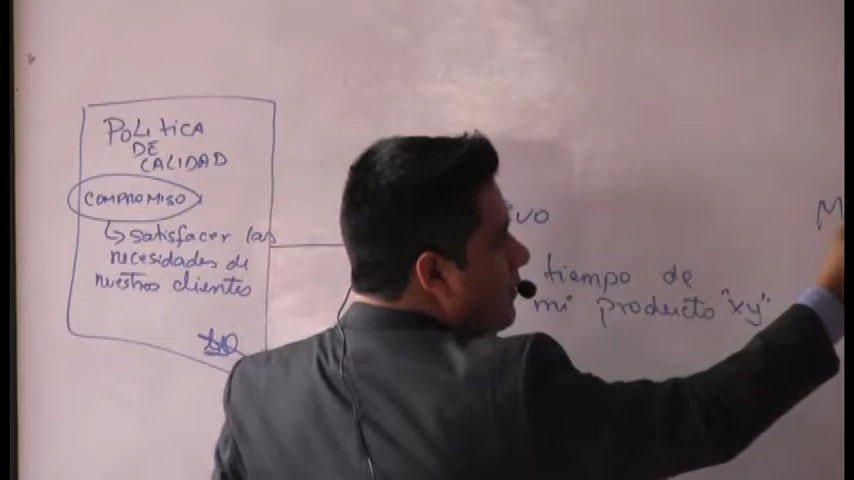 POLITICA
DE
CALIDAD
COMPROMISO
↳ satisfacer las
necesidades de
nuestros clientes
tiempo de
mi producto "xy"
M